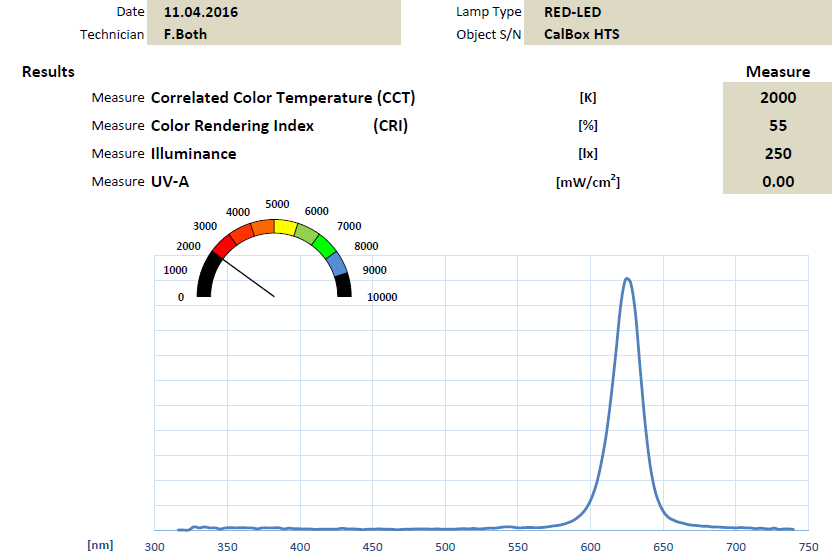 Date 11.04.2016 Lamp Type RED-LED
Technician F.Both Object S/N CalBox HTS
Results Measure
Measure Correlated Color Temperature (CCT) [K] 2000
Measure Color Rendering Index (CRI) [%] 55
Measure Illuminance [lx] 250
Measure UV-A [mW/cm²] 0.00
0
1000
2000
3000
4000
5000
6000
7000
8000
9000
10000
[nm] 300 350 400 450 500 550 600 650 700 750